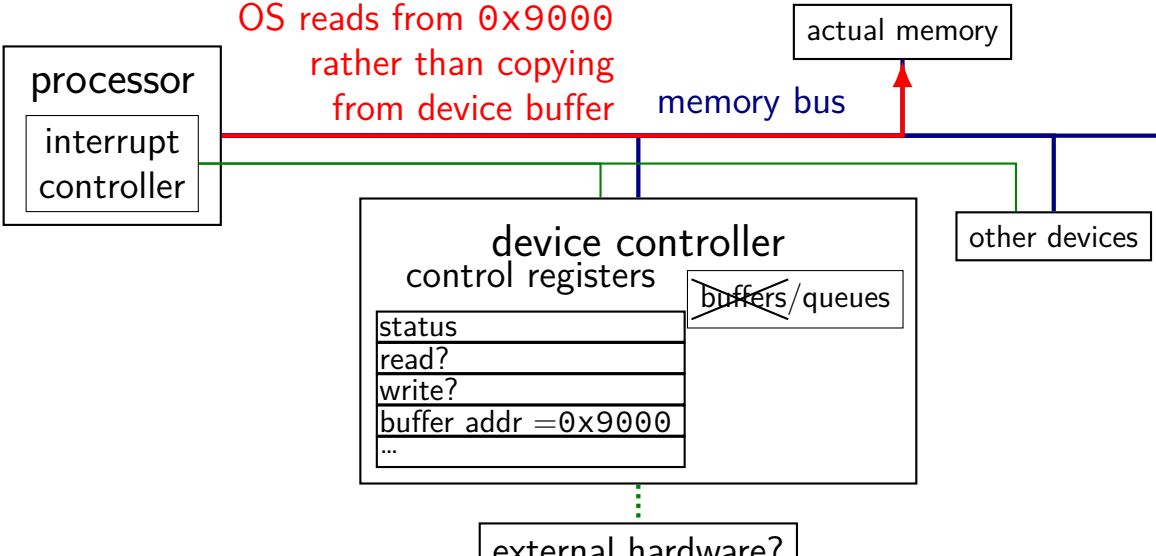 OS reads from 0x9000
rather than copying
from device buffer
actual memory
processor
memory bus
interrupt
controller
other devices
device controller
control registers
buffers/queues
status
read?
write?
buffer addr =0x9000
...
external hardware?